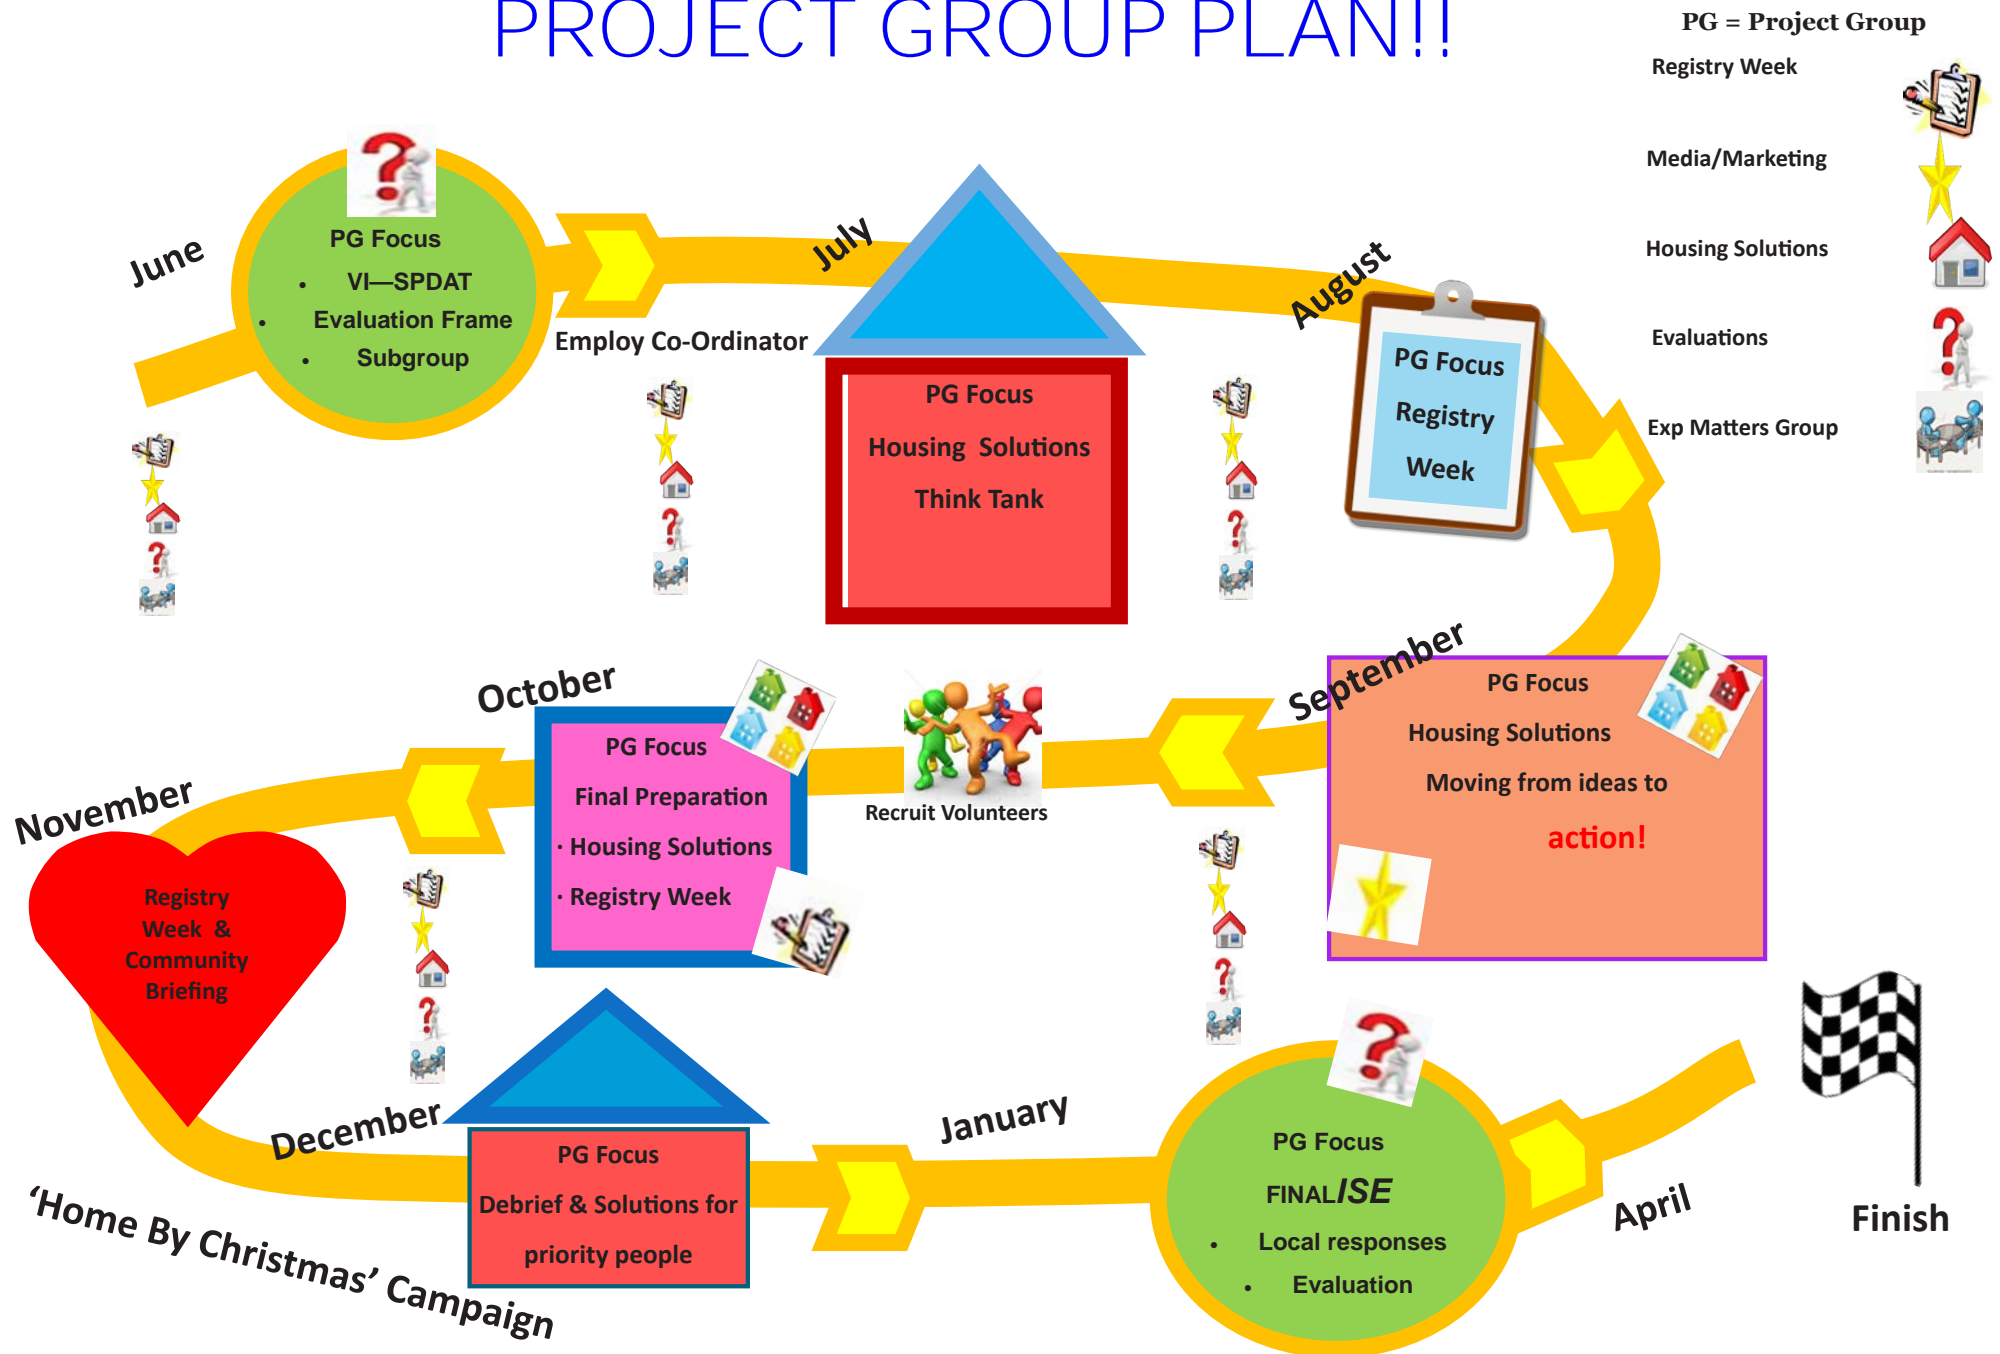 PROJECT GROUP PLAN!!
PG = Project Group
Registry Week
Media/Marketing
Housing Solutions
Evaluations
Exp Matters Group
June
PG Focus
• VI—SPDAT
• Evaluation Frame
• Subgroup
Employ Co-Ordinator
July
PG Focus
Housing Solutions
Think Tank
August
PG Focus
Registry
Week
September
PG Focus
Housing Solutions
Moving from ideas to
action!
Recruit Volunteers
October
PG Focus
Final Preparation
· Housing Solutions
· Registry Week
November
Registry
Week &
Community
Briefing
December
PG Focus
Debrief & Solutions for
priority people
‘Home By Christmas’ Campaign
January
PG Focus
FINALISE
• Local responses
• Evaluation
April
Finish